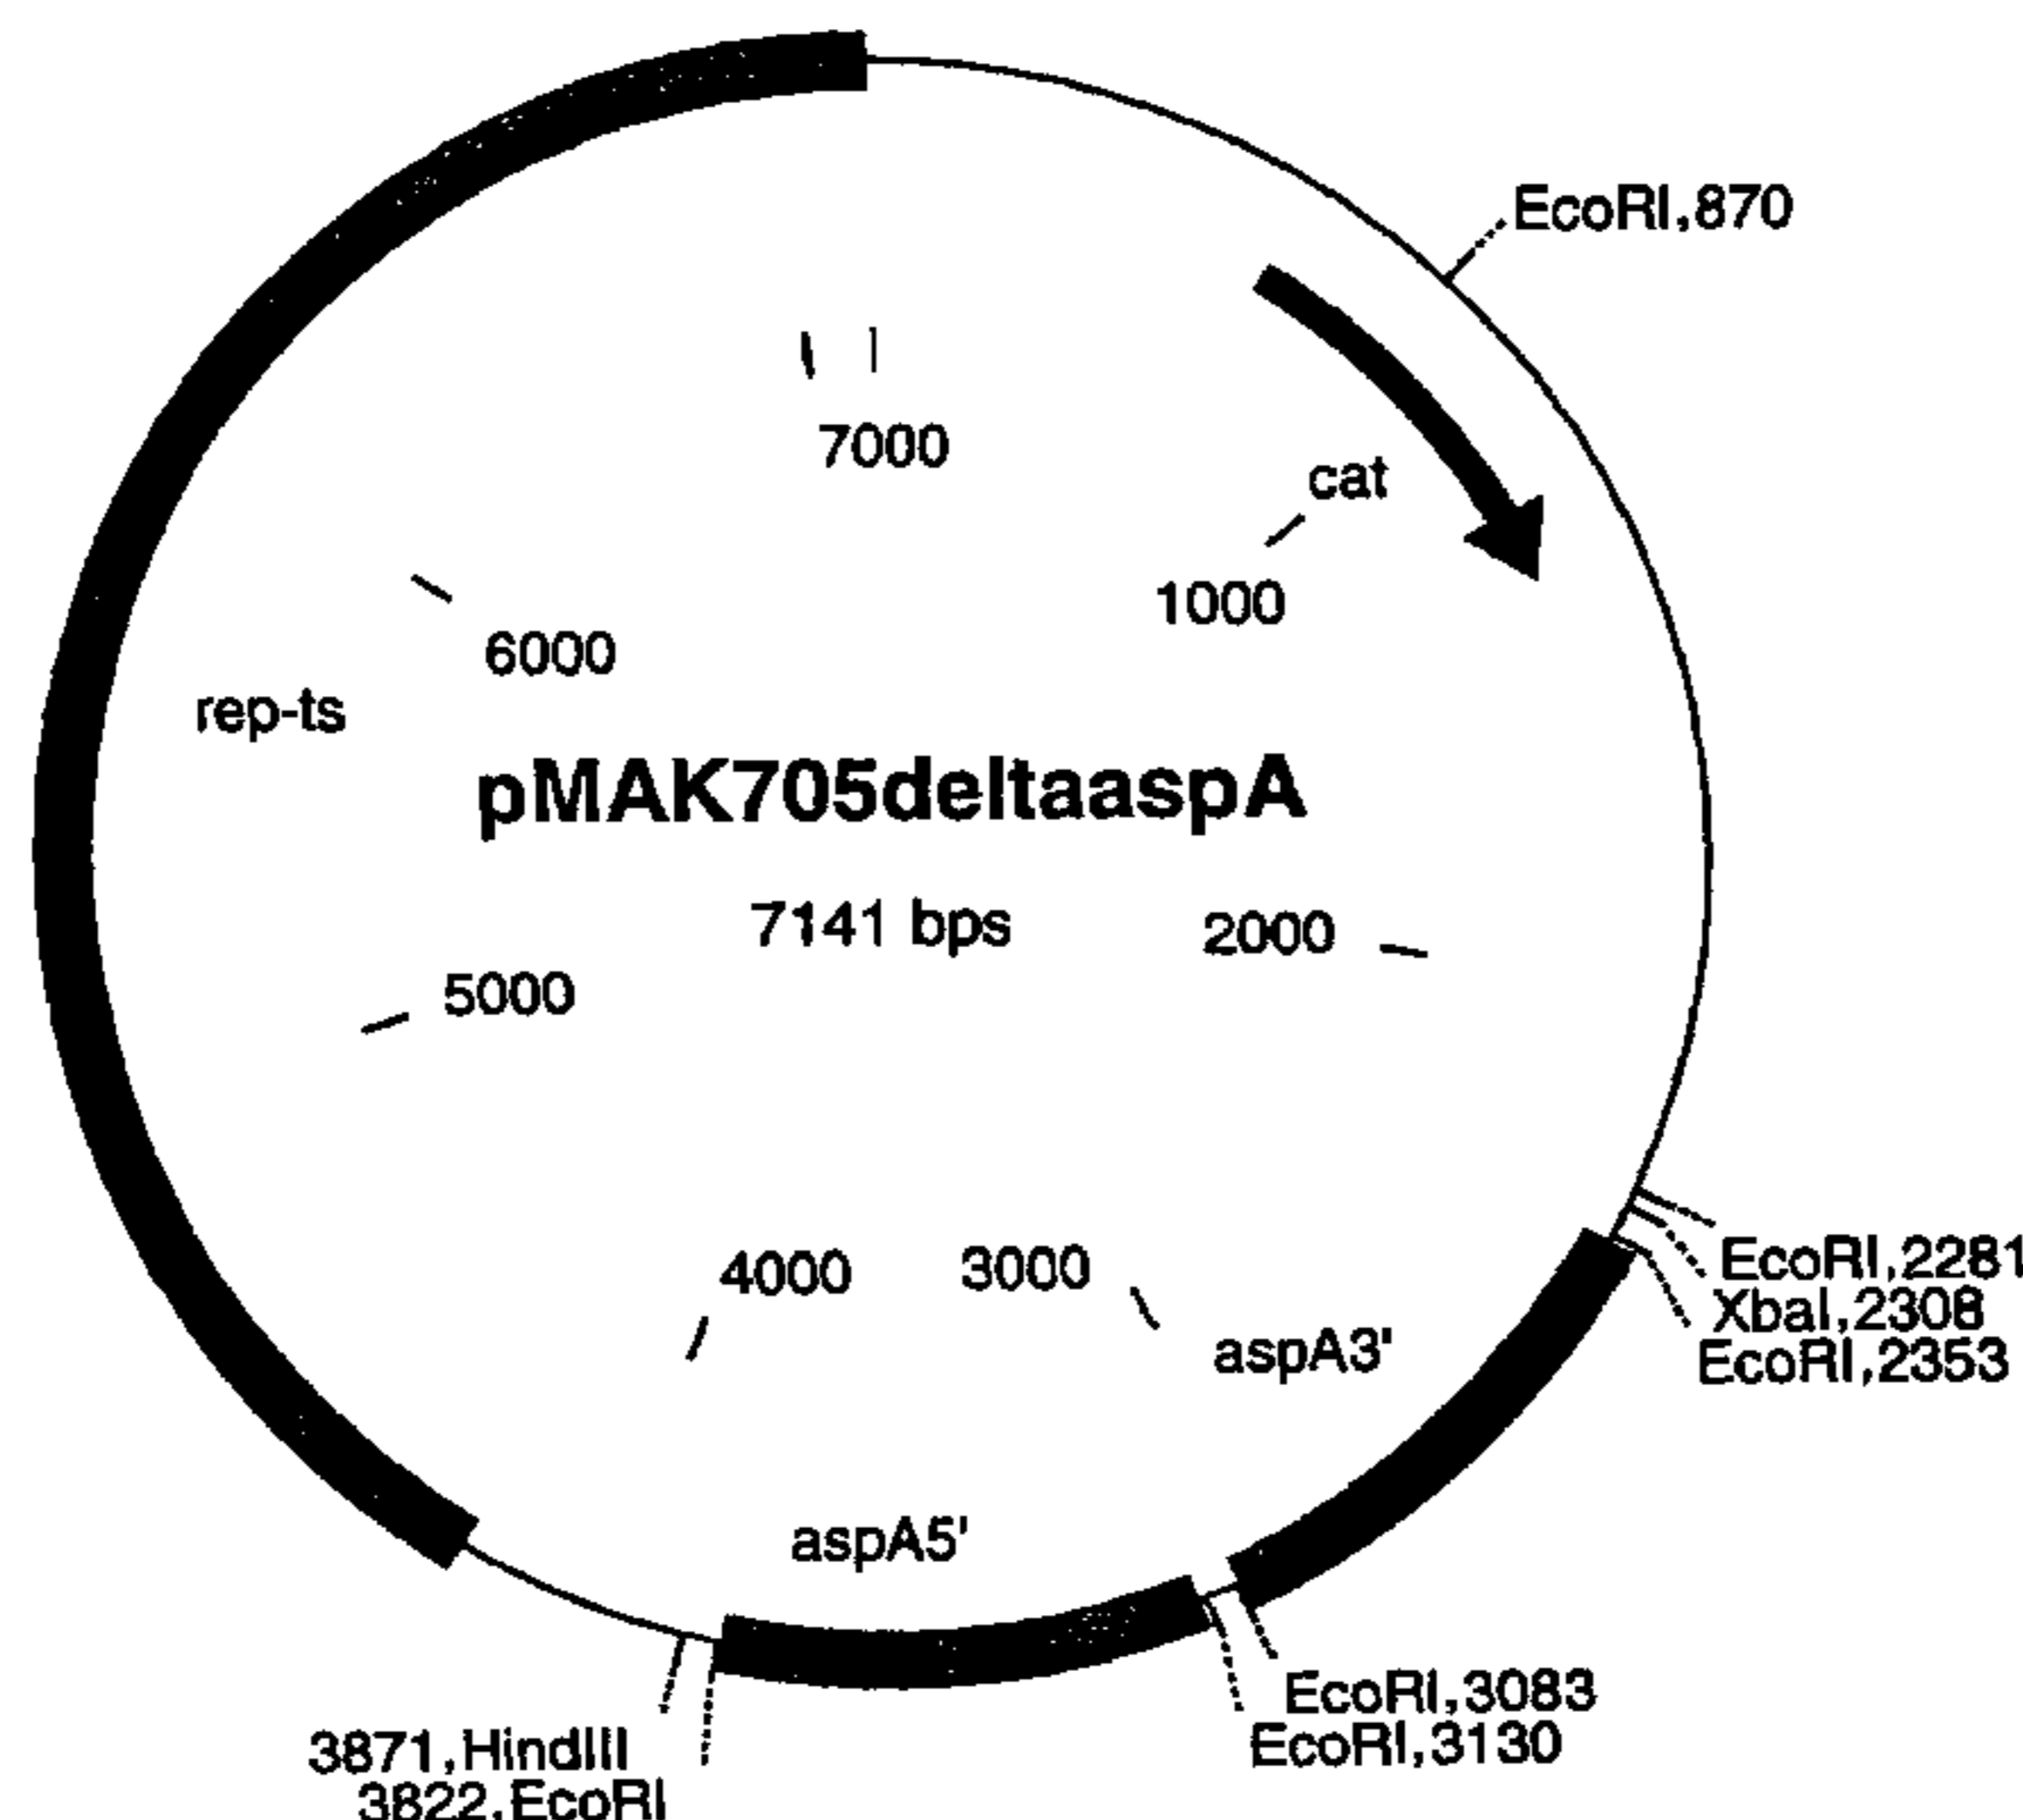 EcoRI,870
7000
cat
1000
6000
rep-ts
pMAK705deltaaspA
7141 bps
2000
5000
EcoRI,2281
XbaI,2308
EcoRI,2353
4000
3000
aspA3'
aspA5'
EcoRI,3083
EcoRI,3130
3871,HindIII
3822,EcoRI